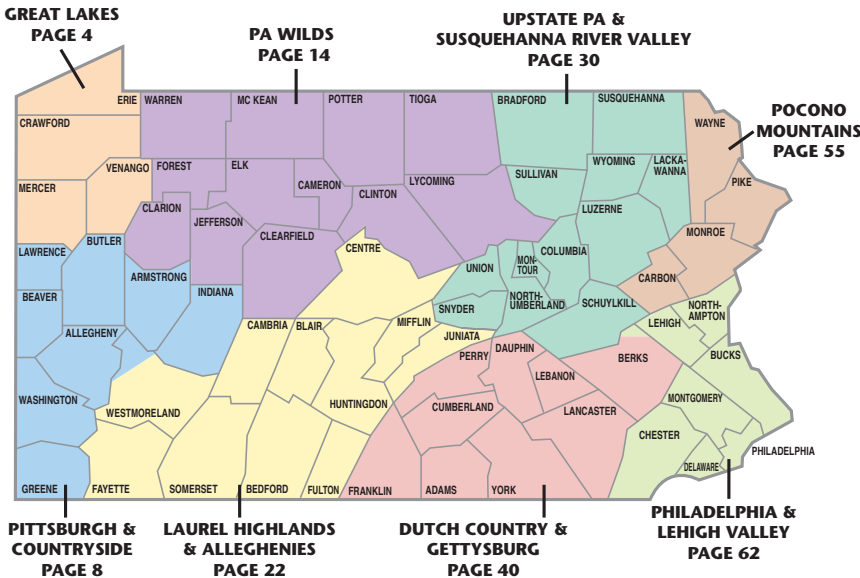 GREAT LAKES
PAGE 4
PA WILDS
PAGE 14
UPSTATE PA &
SUSQUEHANNA RIVER VALLEY
PAGE 30
POCONO
MOUNTAINS
PAGE 55
ERIE
WARREN
MC KEAN
POTTER
TIOGA
BRADFORD
SUSQUEHANNA
WAYNE
CRAWFORD
VENANGO
FOREST
ELK
CAMERON
CLINTON
LYCOMING
SULLIVAN
WYOMING
LACKA-
WANNA
PIKE
MERCER
CLARION
JEFFERSON
CLEARFIELD
CENTRE
LUZERNE
MONROE
LAWRENCE
BUTLER
ARMSTRONG
INDIANA
UNION
MON-
TOUR
COLUMBIA
CARBON
BEAVER
SNYDER
NORTH-
UMBERLAND
SCHUYLKILL
NORTH-
AMPTON
ALLEGHENY
CAMBRIA
BLAIR
MIFFLIN
JUNIATA
LEHIGH
PERRY
DAUPHIN
BERKS
BUCKS
LEBANON
WASHINGTON
WESTMORELAND
HUNTINGDON
CUMBERLAND
LANCASTER
MONTGOMERY
CHESTER
PHILADELPHIA
DELAWARE
GREENE
FAYETTE
SOMERSET
BEDFORD
FULTON
FRANKLIN
ADAMS
YORK
PITTSBURGH &
COUNTRYSIDE
PAGE 8
LAUREL HIGHLANDS
& ALLEGHENIES
PAGE 22
DUTCH COUNTRY &
GETTYSBURG
PAGE 40
PHILADELPHIA &
LEHIGH VALLEY
PAGE 62